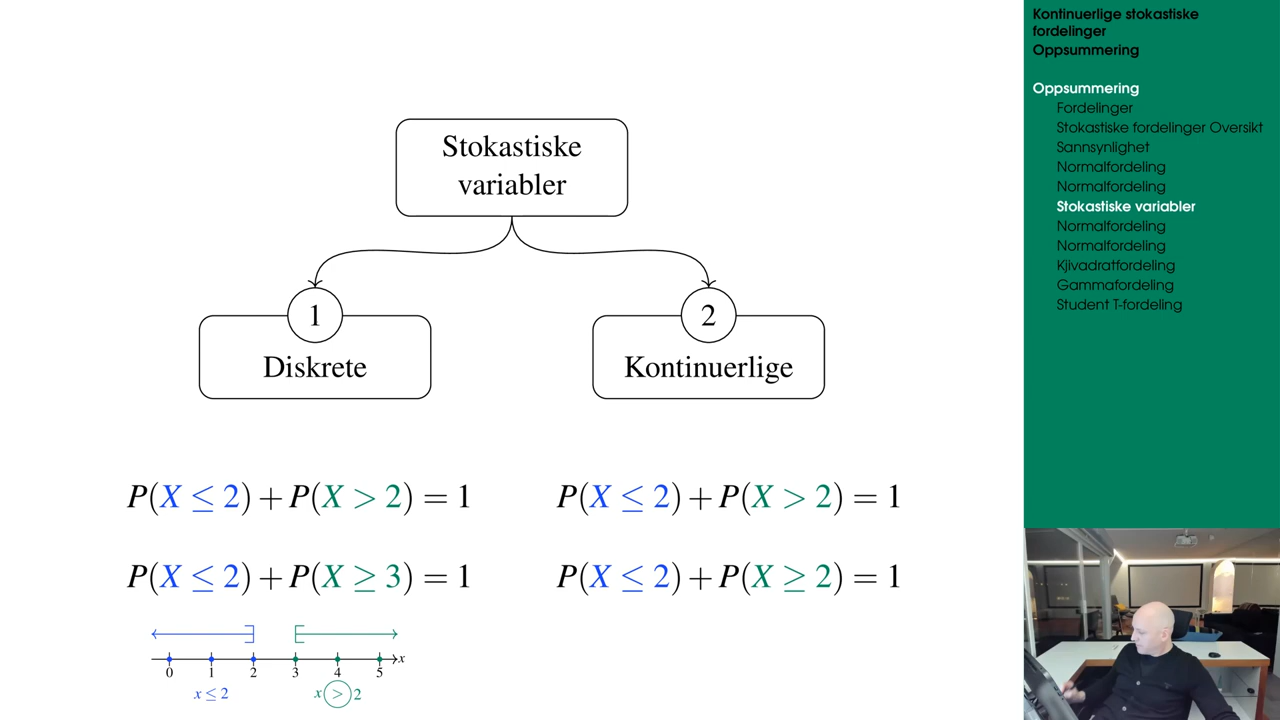 Stokastiske
variabler
1
Diskrete
2
Kontinuerlige
P(X ≤ 2) + P(X > 2) = 1
P(X ≤ 2) + P(X > 2) = 1
P(X ≤ 2) + P(X ≥ 3) = 1
P(X ≤ 2) + P(X ≥ 2) = 1
0 1 2 3 4 5 x
x ≤ 2
x > 2
Kontinuerlige stokastiske
fordelinger
Oppsummering
Oppsummering
Fordelinger
Stokastiske fordelinger Oversikt
Sannsynlighet
Normalfordeling
Normalfordeling
Stokastiske variabler
Normalfordeling
Normalfordeling
Kjivadratfordeling
Gammafordeling
Student T-fordeling